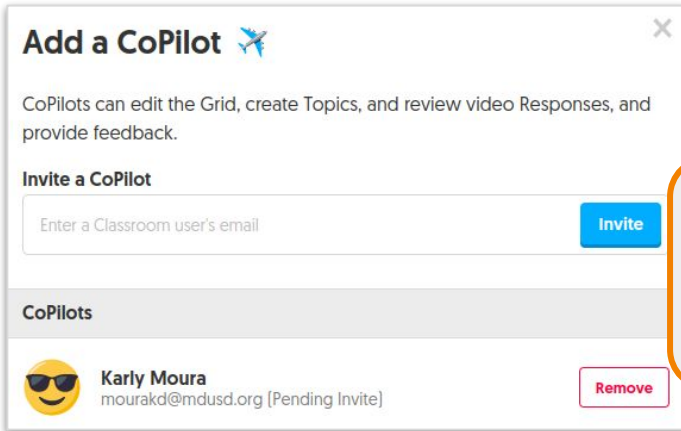 Add a CoPilot ✈️
CoPilots can edit the Grid, create Topics, and review video Responses, and
provide feedback.
Invite a CoPilot
Enter a Classroom user's email
Invite
CoPilots
Karly Moura
mourakd@mdusd.org (Pending Invite)
Remove